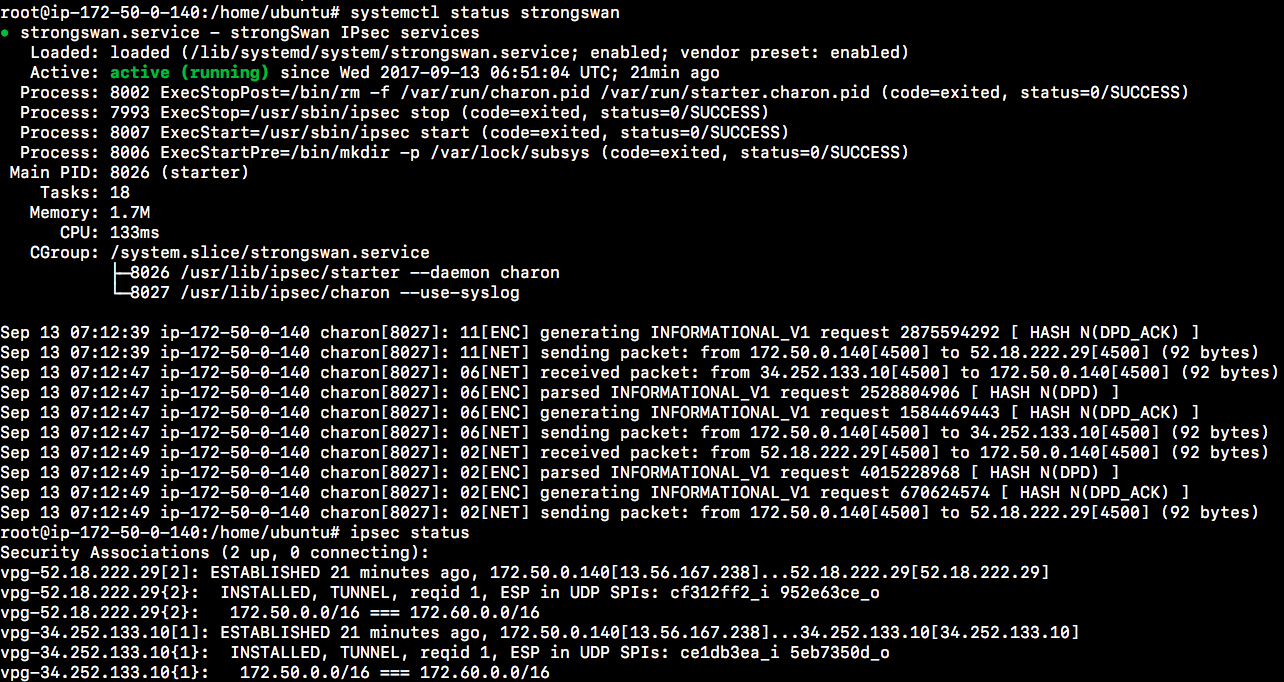 root@ip-172-50-0-140:/home/ubuntu# systemctl status strongswan
● strongswan.service - strongSwan IPsec services
   Loaded: loaded (/lib/systemd/system/strongswan.service; enabled; vendor preset: enabled)
   Active: active (running) since Wed 2017-09-13 06:51:04 UTC; 21min ago
  Process: 8002 ExecStopPost=/bin/rm -f /var/run/charon.pid /var/run/starter.charon.pid (code=exited, status=0/SUCCESS)
  Process: 7993 ExecStop=/usr/sbin/ipsec stop (code=exited, status=0/SUCCESS)
  Process: 8007 ExecStart=/usr/sbin/ipsec start (code=exited, status=0/SUCCESS)
  Process: 8006 ExecStartPre=/bin/mkdir -p /var/lock/subsys (code=exited, status=0/SUCCESS)
 Main PID: 8026 (starter)
    Tasks: 18
   Memory: 1.7M
      CPU: 133ms
   CGroup: /system.slice/strongswan.service
           ├─8026 /usr/lib/ipsec/starter --daemon charon
           └─8027 /usr/lib/ipsec/charon --use-syslog
Sep 13 07:12:39 ip-172-50-0-140 charon[8027]: 11[ENC] generating INFORMATIONAL_V1 request 2875594292 [ HASH N(DPD_ACK) ]
Sep 13 07:12:39 ip-172-50-0-140 charon[8027]: 11[NET] sending packet: from 172.50.0.140[4500] to 52.18.222.29[4500] (92 bytes)
Sep 13 07:12:47 ip-172-50-0-140 charon[8027]: 06[NET] received packet: from 34.252.133.10[4500] to 172.50.0.140[4500] (92 bytes)
Sep 13 07:12:47 ip-172-50-0-140 charon[8027]: 06[ENC] parsed INFORMATIONAL_V1 request 2528804906 [ HASH N(DPD) ]
Sep 13 07:12:47 ip-172-50-0-140 charon[8027]: 06[ENC] generating INFORMATIONAL_V1 request 1584469443 [ HASH N(DPD_ACK) ]
Sep 13 07:12:47 ip-172-50-0-140 charon[8027]: 06[NET] sending packet: from 172.50.0.140[4500] to 34.252.133.10[4500] (92 bytes)
Sep 13 07:12:49 ip-172-50-0-140 charon[8027]: 02[NET] received packet: from 52.18.222.29[4500] to 172.50.0.140[4500] (92 bytes)
Sep 13 07:12:49 ip-172-50-0-140 charon[8027]: 02[ENC] parsed INFORMATIONAL_V1 request 4015228968 [ HASH N(DPD) ]
Sep 13 07:12:49 ip-172-50-0-140 charon[8027]: 02[ENC] generating INFORMATIONAL_V1 request 670624574 [ HASH N(DPD_ACK) ]
Sep 13 07:12:49 ip-172-50-0-140 charon[8027]: 02[NET] sending packet: from 172.50.0.140[4500] to 52.18.222.29[4500] (92 bytes)
root@ip-172-50-0-140:/home/ubuntu# ipsec status
Security Associations (2 up, 0 connecting):
vpg-52.18.222.29[2]: ESTABLISHED 21 minutes ago, 172.50.0.140[13.56.167.238]...52.18.222.29[52.18.222.29]
vpg-52.18.222.29{2}:  INSTALLED, TUNNEL, reqid 1, ESP in UDP SPIs: cf312ff2_i 952e63ce_o
vpg-52.18.222.29{2}:   172.50.0.0/16 === 172.60.0.0/16
vpg-34.252.133.10[1]: ESTABLISHED 21 minutes ago, 172.50.0.140[13.56.167.238]...34.252.133.10[34.252.133.10]
vpg-34.252.133.10{1}:  INSTALLED, TUNNEL, reqid 1, ESP in UDP SPIs: ce1db3ea_i 5eb7350d_o
vpg-34.252.133.10{1}:   172.50.0.0/16 === 172.60.0.0/16